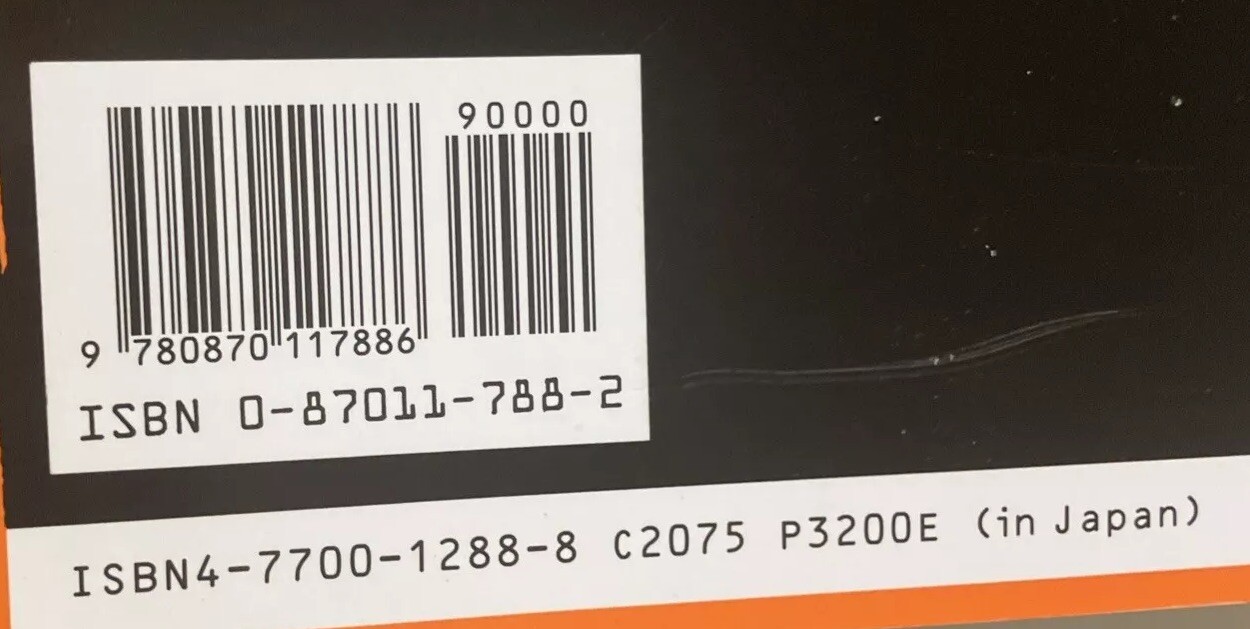 90000
9 780870 117886
ISBN 0-87011-788-2
ISBN4-7700-1288-8 C2075 P3200E (in Japan)